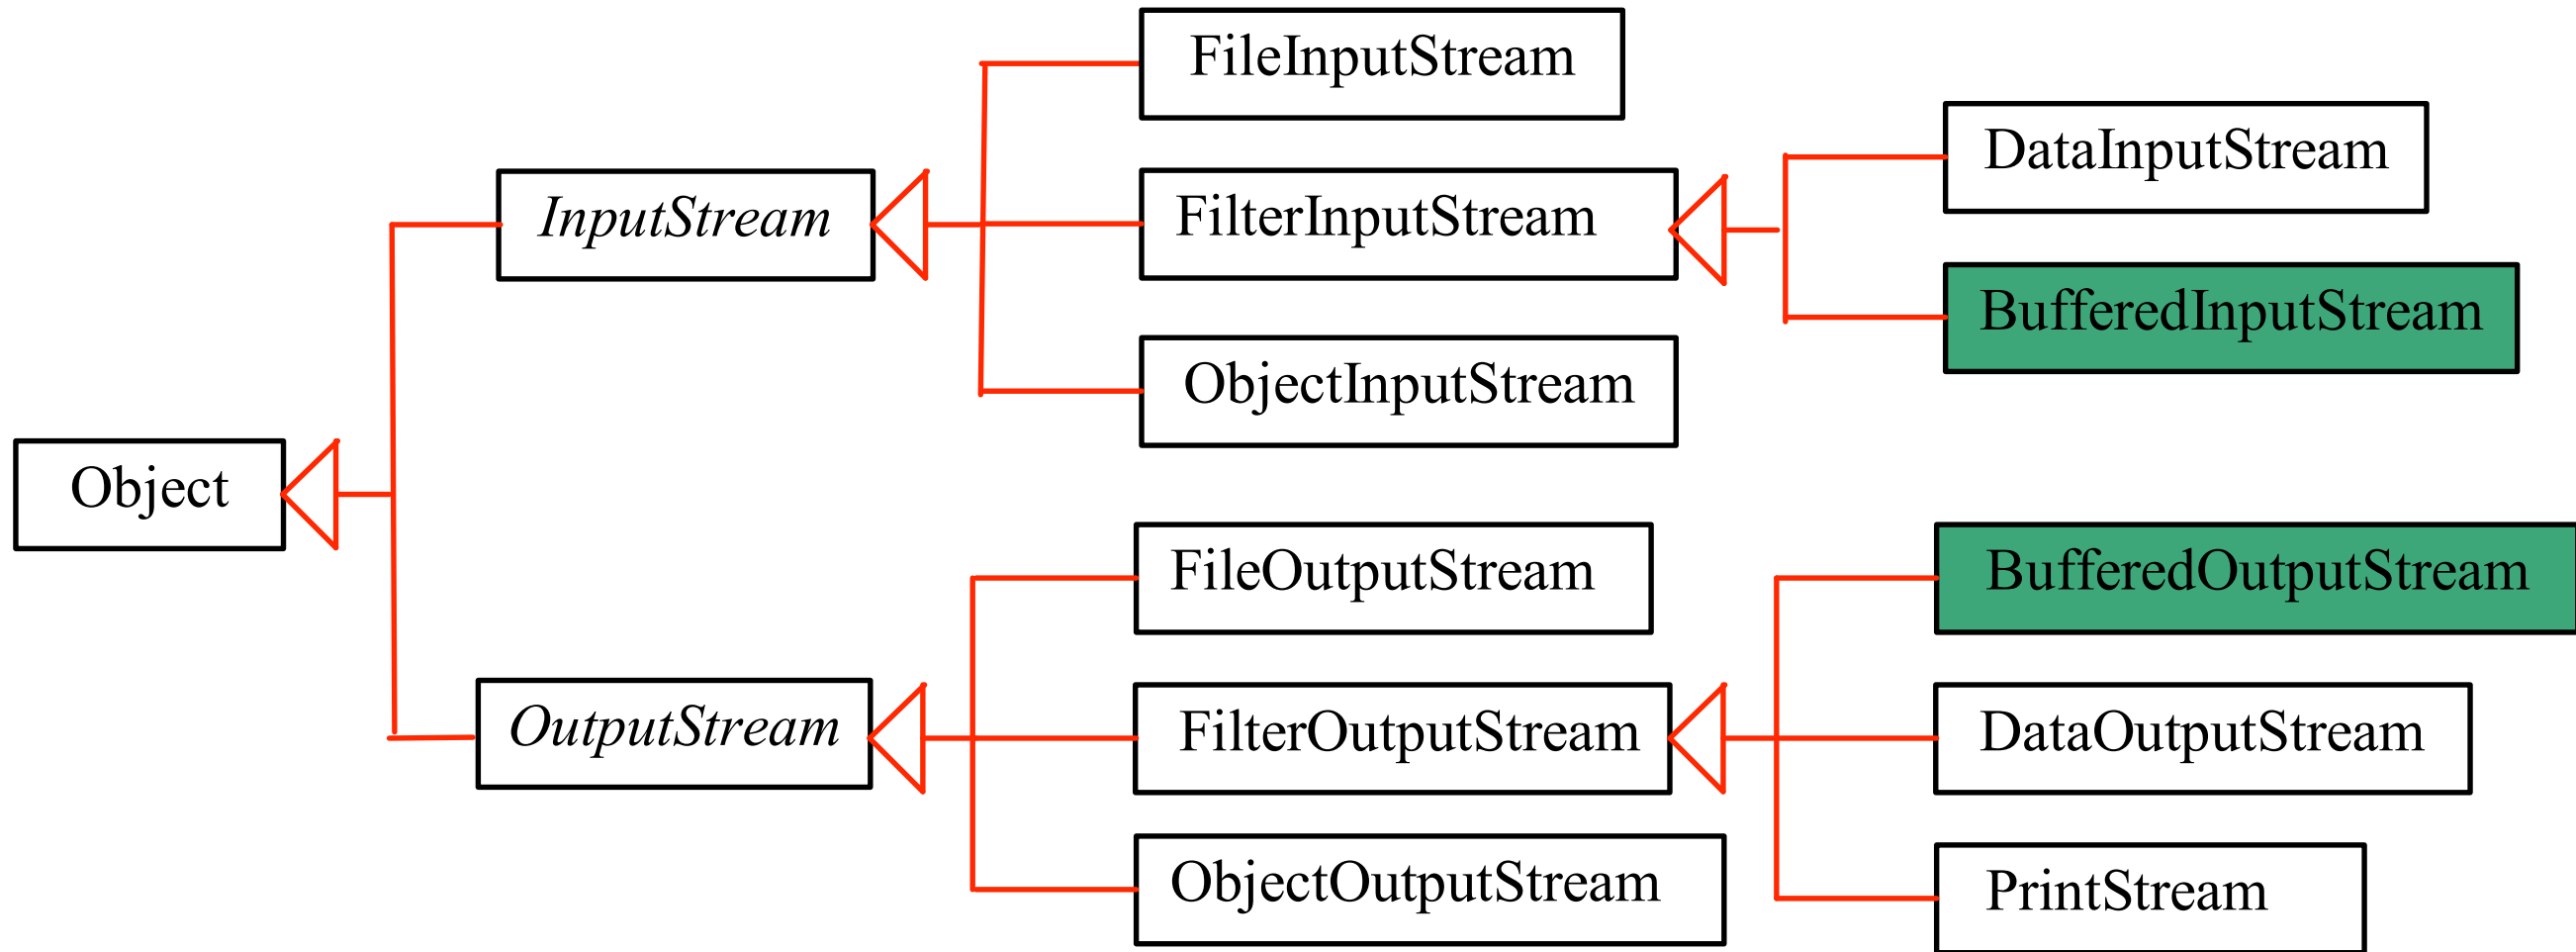 FileInputStream
DataInputStream
InputStream
FilterInputStream
BufferedInputStream
ObjectInputStream
Object
FileOutputStream
BufferedOutputStream
OutputStream
FilterOutputStream
DataOutputStream
ObjectOutputStream
PrintStream